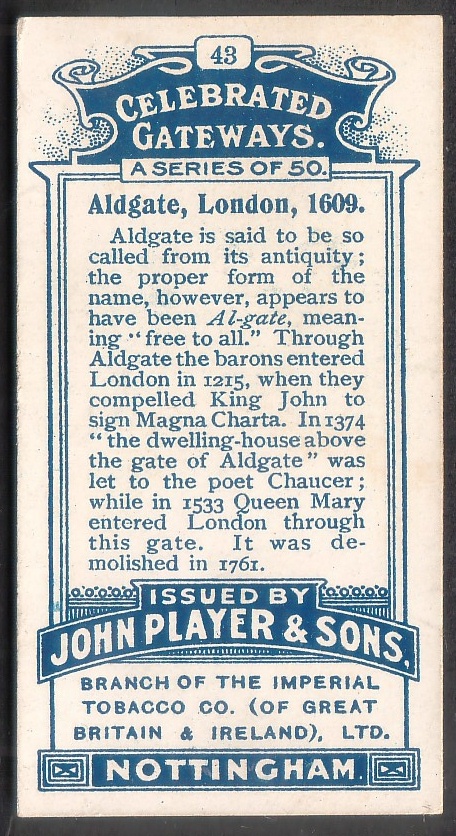 43
CELEBRATED
GATEWAYS.
A SERIES OF 50.
Aldgate, London, 1609.
Aldgate is said to be so
called from its antiquity;
the proper form of the
name, however, appears to
have been Al-gate, mean-
ing "free to all." Through
Aldgate the barons entered
London in 1215, when they
compelled King John to
sign Magna Charta. In 1374
"the dwelling-house above
the gate of Aldgate" was
let to the poet Chaucer;
while in 1533 Queen Mary
entered London through
this gate. It was de-
molished in 1761.
ISSUED BY
JOHN PLAYER & SONS.
BRANCH OF THE IMPERIAL
TOBACCO CO. (OF GREAT
BRITAIN & IRELAND), LTD.
NOTTINGHAM.